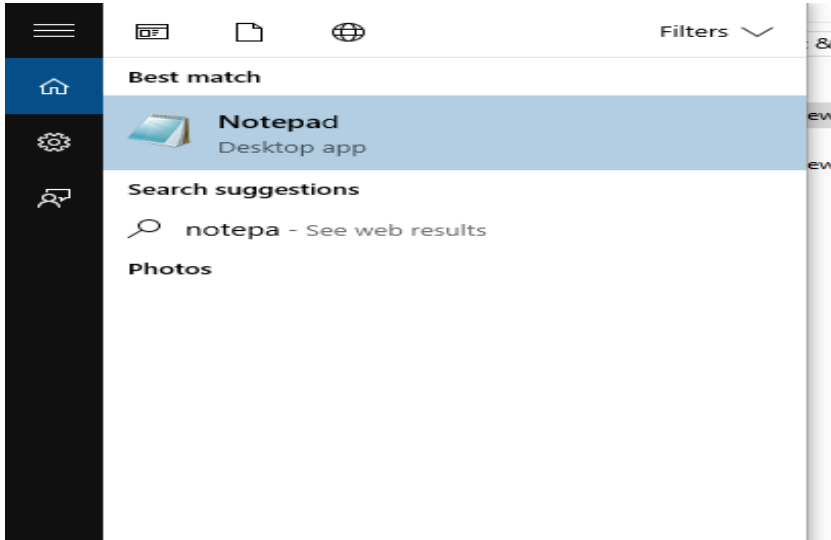 Filters
&
Best match
Notepad
Desktop app
Search suggestions
notepa - See web results
Photos